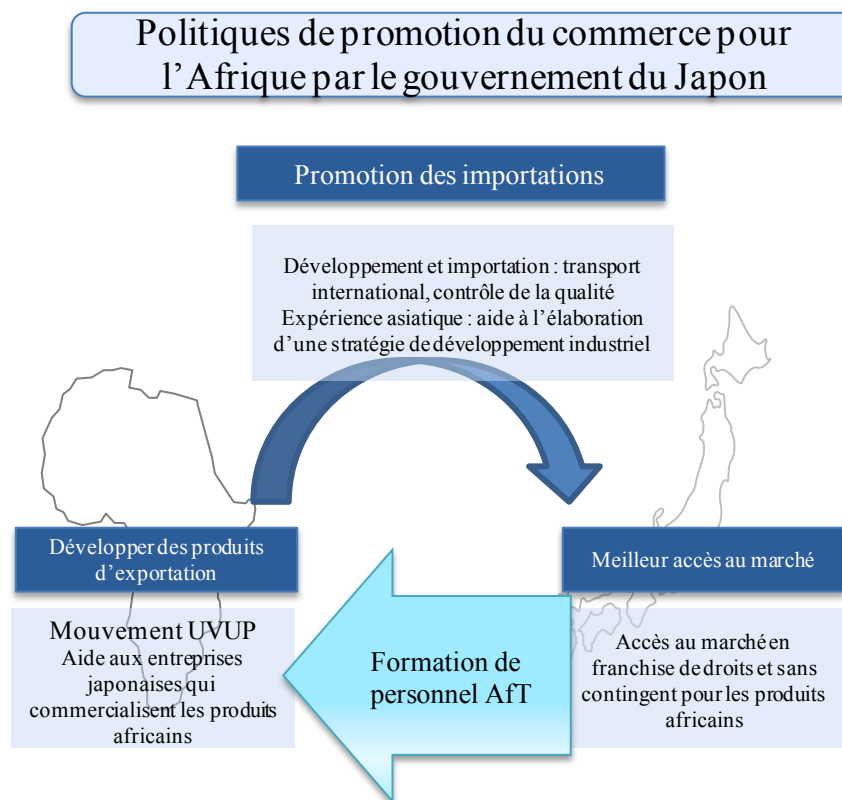 Politiques de promotion du commerce pour
l’Afrique par le gouvernement du Japon
Promotion des importations
Développement et importation : transport
international, contrôle de la qualité
Expérience asiatique : aide à l’élaboration
d’une stratégie de développement industriel
Développer des produits
d’exportation
Mouvement UVUP
Aide aux entreprises
japonaises qui
commercialisent les produits
africains
Formation de
personnel AfT
Meilleur accès au marché
Accès au marché en
franchise de droits et sans
contingent pour les produits
africains